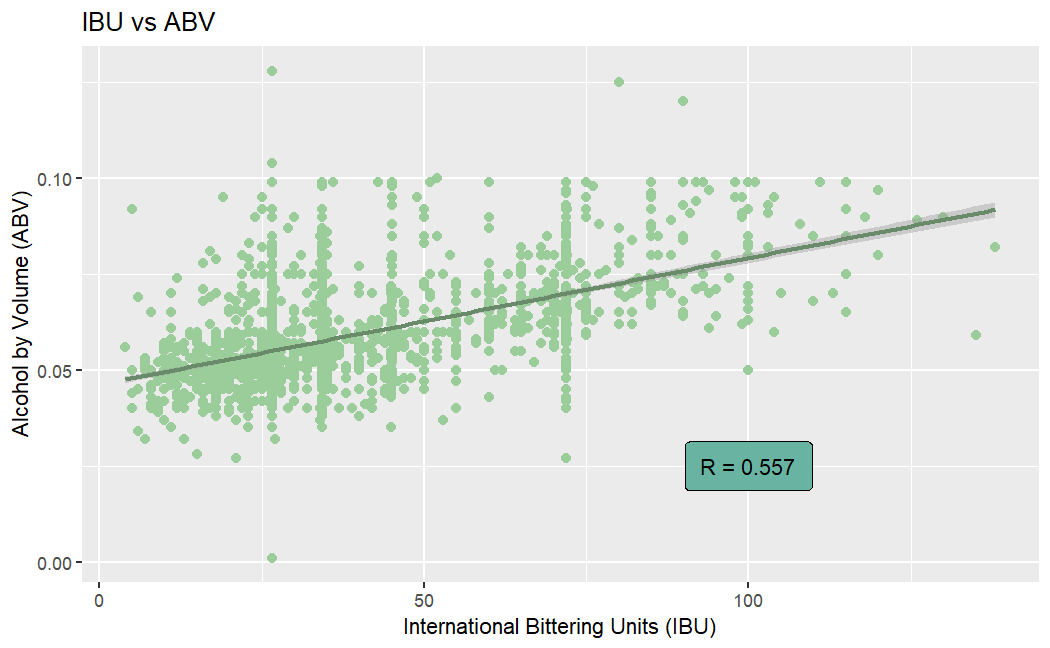 IBU vs ABV
Alcohol by Volume (ABV)
0.10
0.05
0.00
R = 0.557
0
50
100
International Bittering Units (IBU)